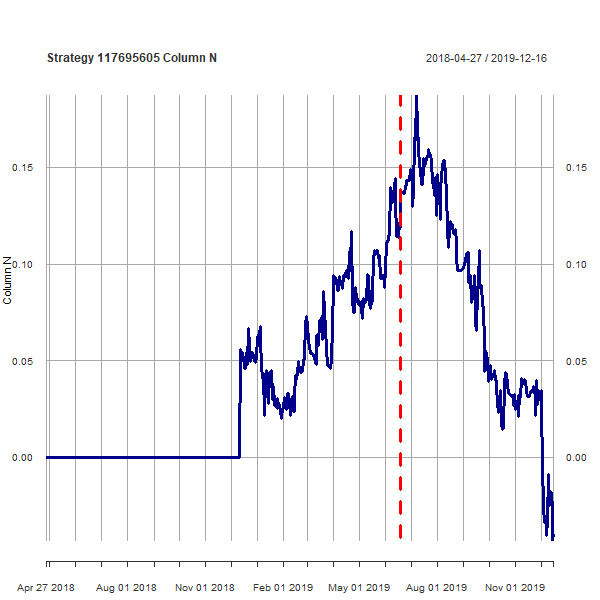 Strategy 117695605 Column N
2018-04-27 / 2019-12-16
0.15 0.15
0.10 0.10
Column N
0.05 0.05
0.00 0.00
Apr 27 2018 Aug 01 2018 Nov 01 2018 Feb 01 2019 May 01 2019 Aug 01 2019 Nov 01 2019